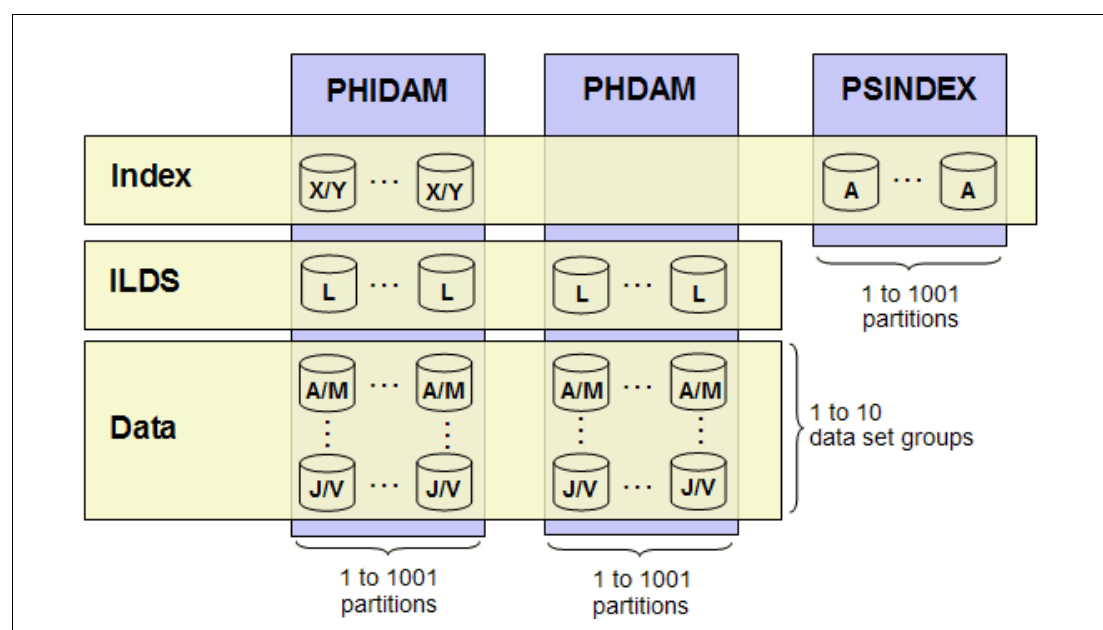 PHIDAM PHDAM PSINDEX
Index X/Y ... X/Y A ... A
ILDS L ... L L ... L
1 to 1001
partitions
A/M ... A/M A/M ... A/M
Data
1 to 10
data set groups
J/V ... J/V J/V ... J/V
1 to 1001 1 to 1001
partitions partitions